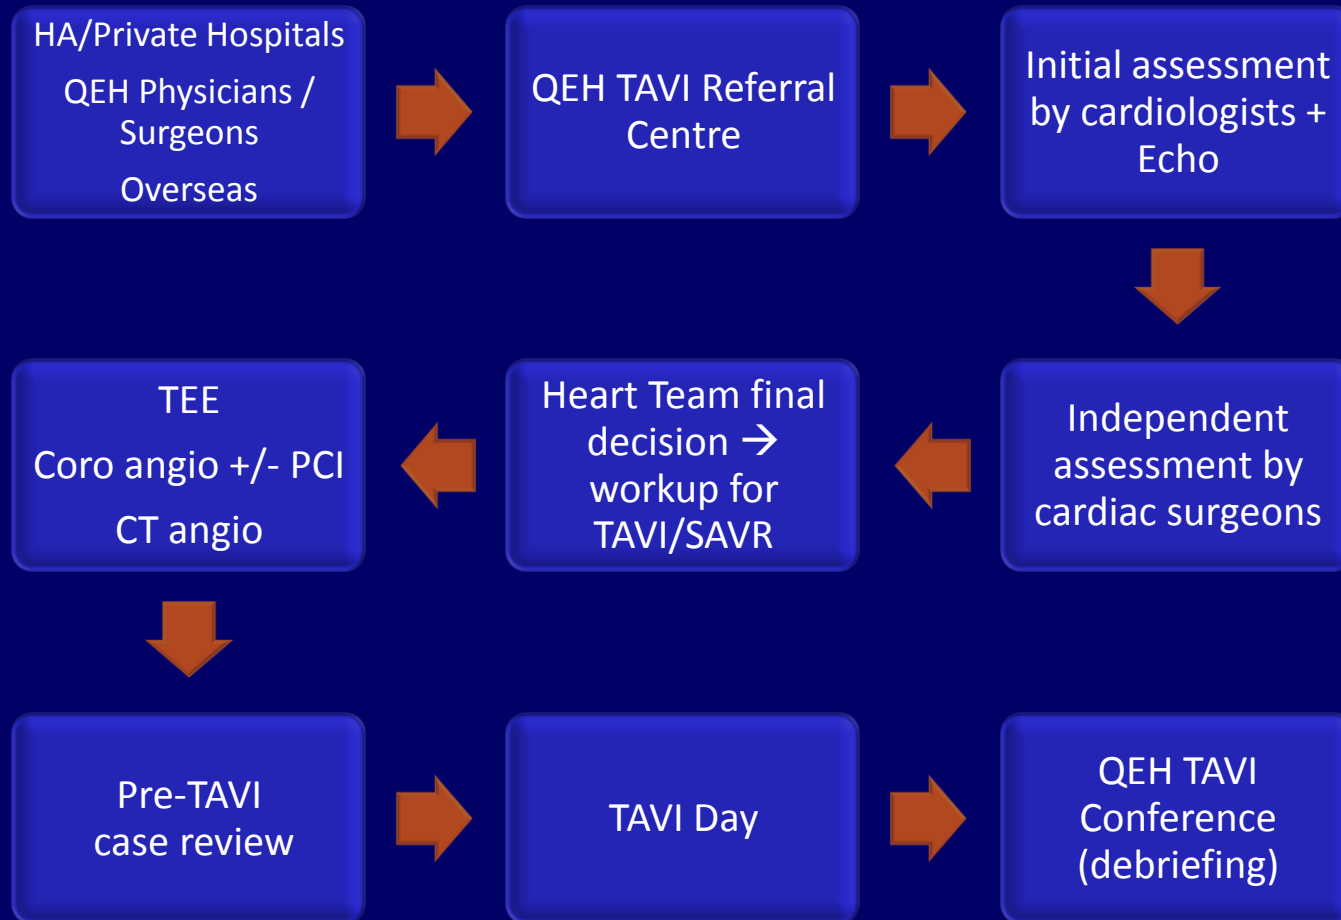 HA/Private Hospitals
QEH Physicians /
Surgeons
Overseas
QEH TAVI Referral
Centre
Initial assessment
by cardiologists +
Echo
Independent
assessment by
cardiac surgeons
Heart Team final
decision →
workup for
TAVI/SAVR
TEE
Coro angio +/- PCI
CT angio
Pre-TAVI
case review
TAVI Day
QEH TAVI
Conference
(debriefing)